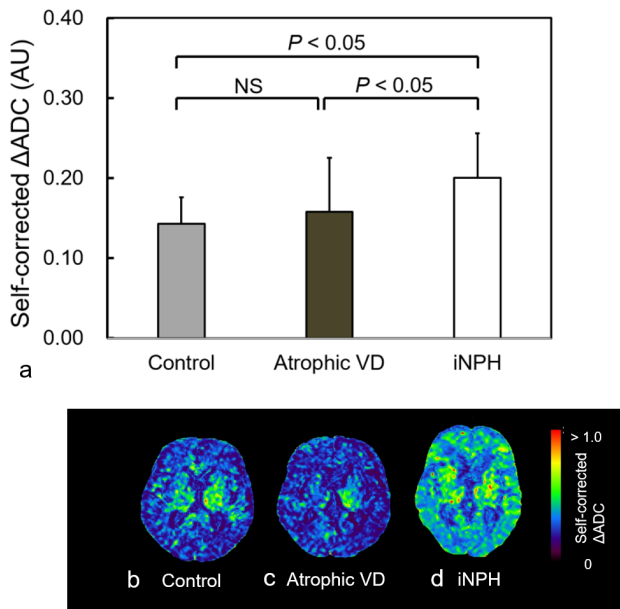 Self-corrected ΔADC (AU)
0.40
0.30
0.20
0.10
0.00
P < 0.05
NS
P < 0.05
Control
Atrophic VD
iNPH
a
b Control
c Atrophic VD
d iNPH
> 1.0
0
Self-corrected
ΔADC